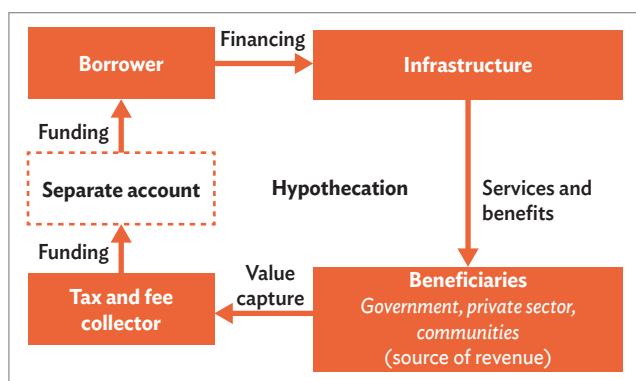 Financing
Borrower
Infrastructure
Funding
Separate account
Hypothecation
Services and
benefits
Funding
Value
capture
Tax and fee
collector
Beneficiaries
Government, private sector,
communities
(source of revenue)